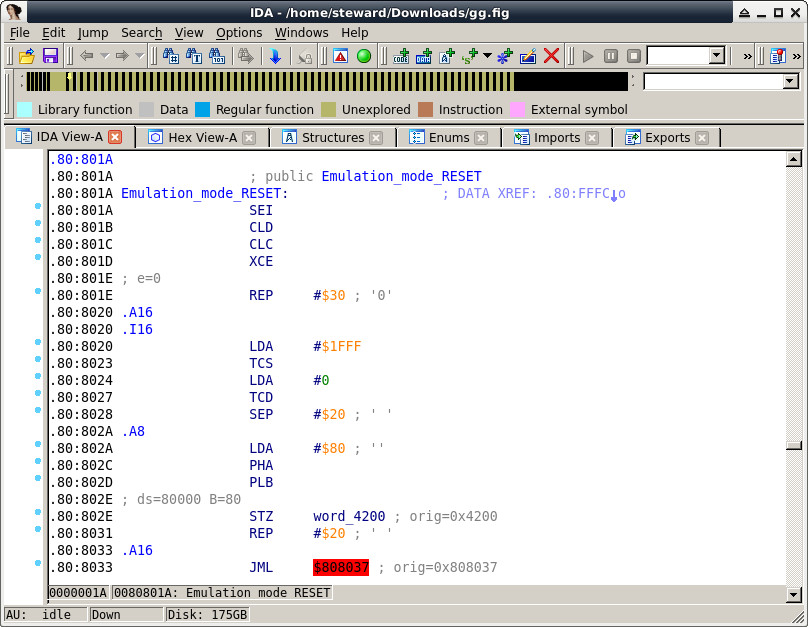 IDA - /home/steward/Downloads/gg.fig
File Edit Jump Search View Options Windows Help
Library function Data Regular function Unexplored Instruction External symbol
IDA View-A Hex View-A Structures Enums Imports Exports
.80:801A
.80:801A ; public Emulation_mode_RESET
.80:801A Emulation_mode_RESET: ; DATA XREF: .80:FFFC↓o
.80:801A SEI
.80:801B CLD
.80:801C CLC
.80:801D XCE
.80:801E ; e=0
.80:801E REP #$30 ; '0'
.80:8020 .A16
.80:8020 .I16
.80:8020 LDA #$1FFF
.80:8023 TCS
.80:8024 LDA #0
.80:8027 TCD
.80:8028 SEP #$20 ; ' '
.80:802A .A8
.80:802A LDA #$80 ; ''
.80:802C PHA
.80:802D PLB
.80:802E ; ds=80000 B=80
.80:802E STZ word_4200 ; orig=0x4200
.80:8031 REP #$20 ; ' '
.80:8033 .A16
.80:8033 JML $808037 ; orig=0x808037
0000001A 0080801A: Emulation mode RESET
AU: idle Down Disk: 175GB